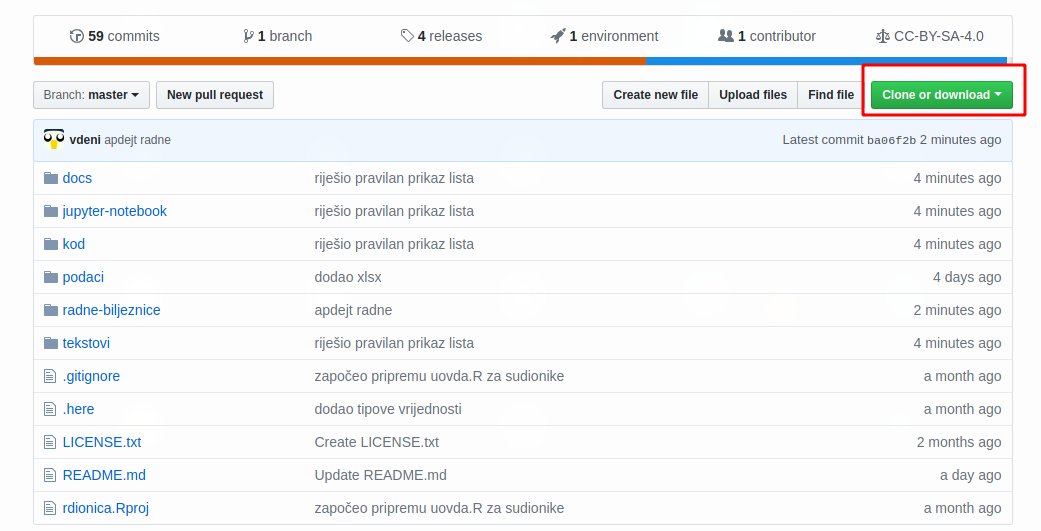 59 commits 1 branch 4 releases 1 environment 1 contributor CC-BY-SA-4.0
Branch: master New pull request Create new file Upload files Find file Clone or download
vdeni apdejt radne Latest commit ba06f2b 2 minutes ago
docs riješio pravilan prikaz lista 4 minutes ago
jupyter-notebook riješio pravilan prikaz lista 4 minutes ago
kod riješio pravilan prikaz lista 4 minutes ago
podaci dodao xlsx 4 days ago
radne-biljeznice apdejt radne 2 minutes ago
tekstovi riješio pravilan prikaz lista 4 minutes ago
.gitignore započeo pripremu uovda.R za sudionike a month ago
.here dodao tipove vrijednosti a month ago
LICENSE.txt Create LICENSE.txt 2 months ago
README.md Update README.md a day ago
rdionica.Rproj započeo pripremu uovda.R za sudionike a month ago